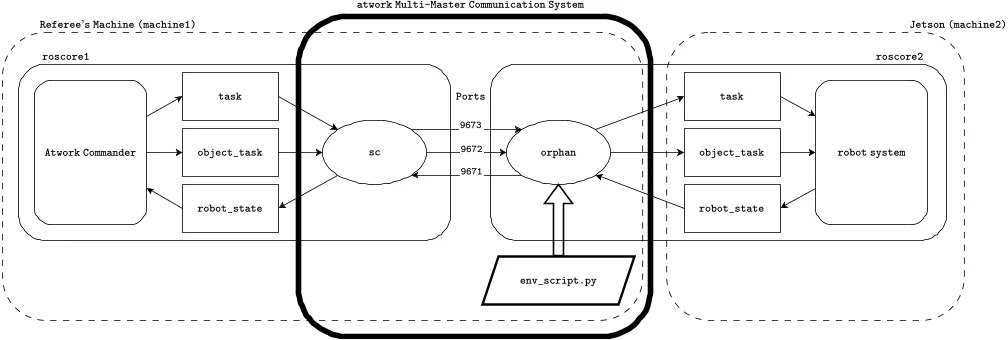 atwork Multi-Master Communication System
Referee's Machine (machine1)
Jetson (machine2)
roscore1
roscore2
Atwork Commander
task
object_task
robot_state
sc
Ports
9673
9672
9671
orphan
env_script.py
task
object_task
robot_state
robot system